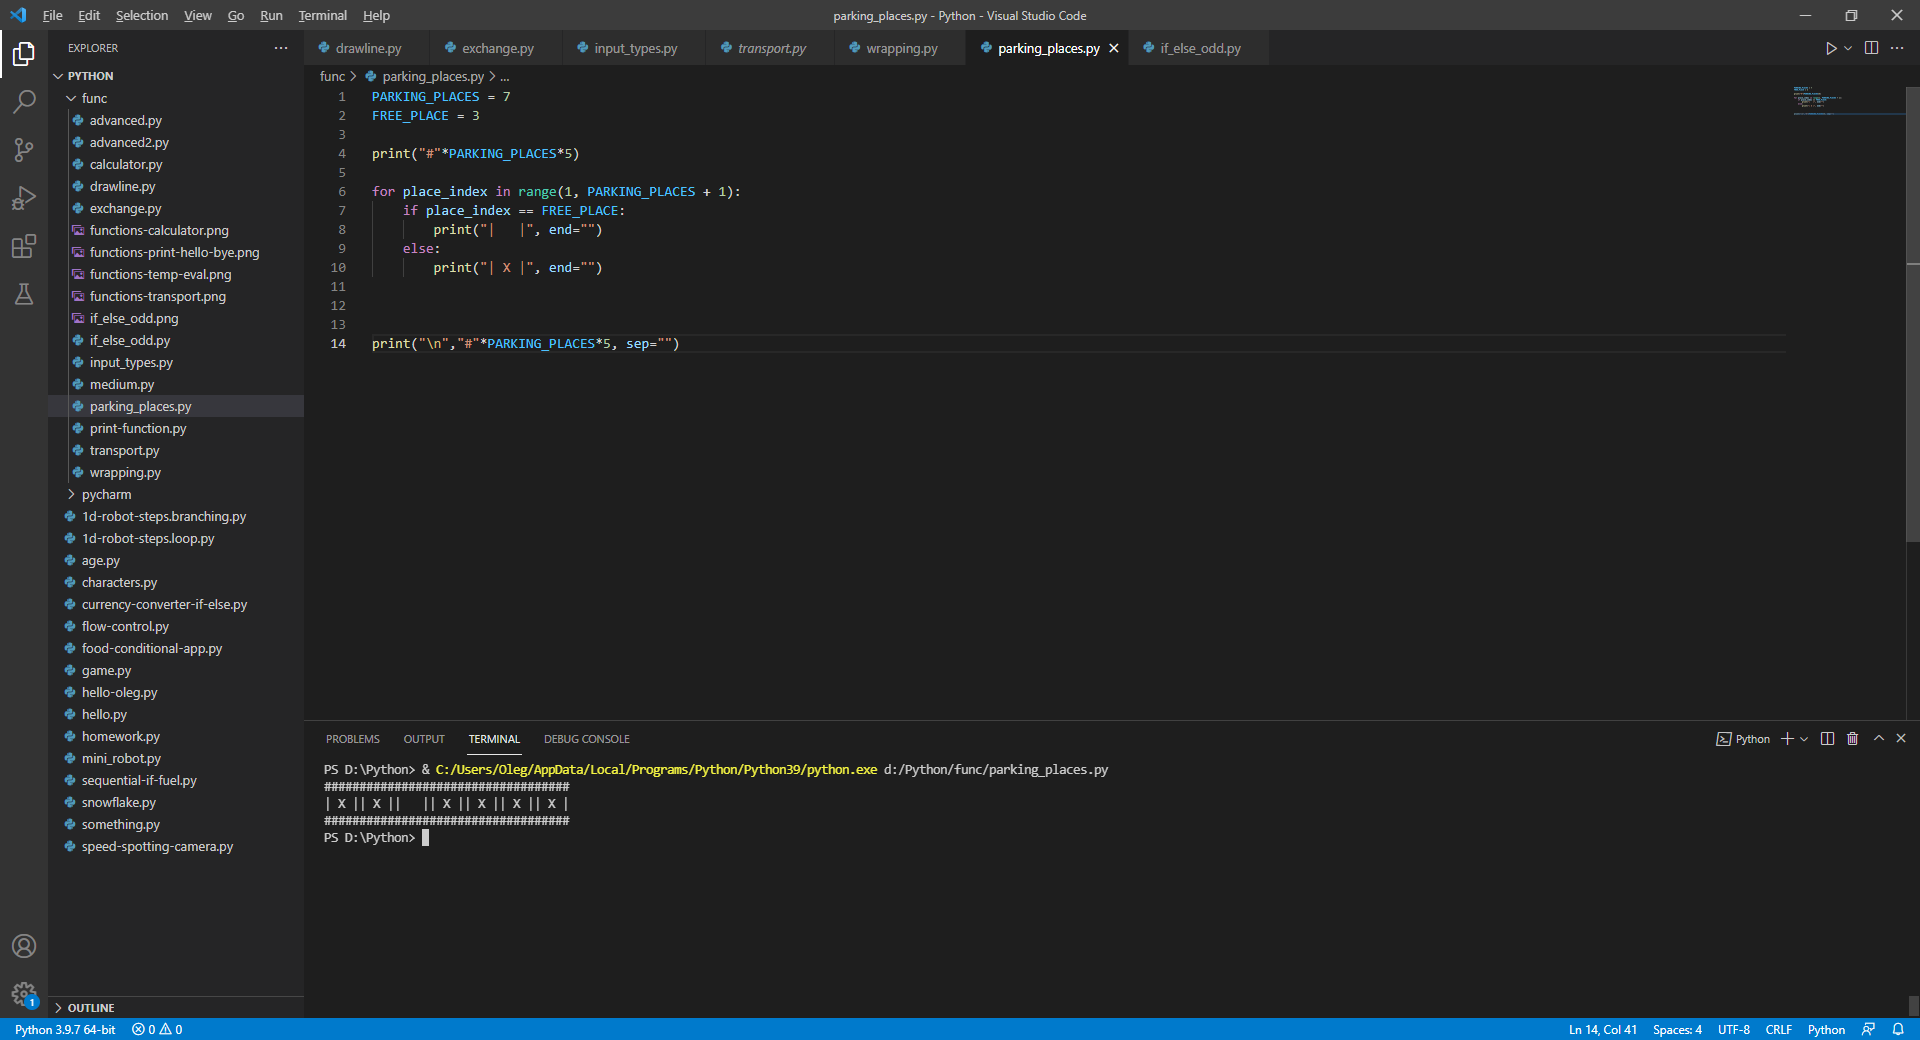 File Edit Selection View Go Run Terminal Help parking_places.py - Python - Visual Studio Code
EXPLORER
PYTHON
func
advanced.py
advanced2.py
calculator.py
drawline.py
exchange.py
functions-calculator.png
functions-print-hello-bye.png
functions-temp-eval.png
functions-transport.png
if_else_odd.png
if_else_odd.py
input_types.py
medium.py
parking_places.py
print-function.py
transport.py
wrapping.py
pycharm
1d-robot-steps.branching.py
1d-robot-steps.loop.py
age.py
characters.py
currency-converter-if-else.py
flow-control.py
food-conditional-app.py
game.py
hello-oleg.py
hello.py
homework.py
mini_robot.py
sequential-if-fuel.py
snowflake.py
something.py
speed-spotting-camera.py
OUTLINE
1
drawline.py exchange.py input_types.py transport.py wrapping.py parking_places.py if_else_odd.py
func > parking_places.py > ...
1 PARKING_PLACES = 7
2 FREE_PLACE = 3
3
4 print("#"*PARKING_PLACES*5)
5
6 for place_index in range(1, PARKING_PLACES + 1):
7     if place_index == FREE_PLACE:
8         print("|   |", end="")
9     else:
10         print("| X |", end="")
11
12
13
14 print("\n","#"*PARKING_PLACES*5, sep="")
PROBLEMS OUTPUT TERMINAL DEBUG CONSOLE Python
PS D:\Python> & C:/Users/Oleg/AppData/Local/Programs/Python/Python39/python.exe d:/Python/func/parking_places.py
###################################
| X || X ||   || X || X || X || X |
###################################
PS D:\Python>
Python 3.9.7 64-bit 0 0 Ln 14, Col 41 Spaces: 4 UTF-8 CRLF Python